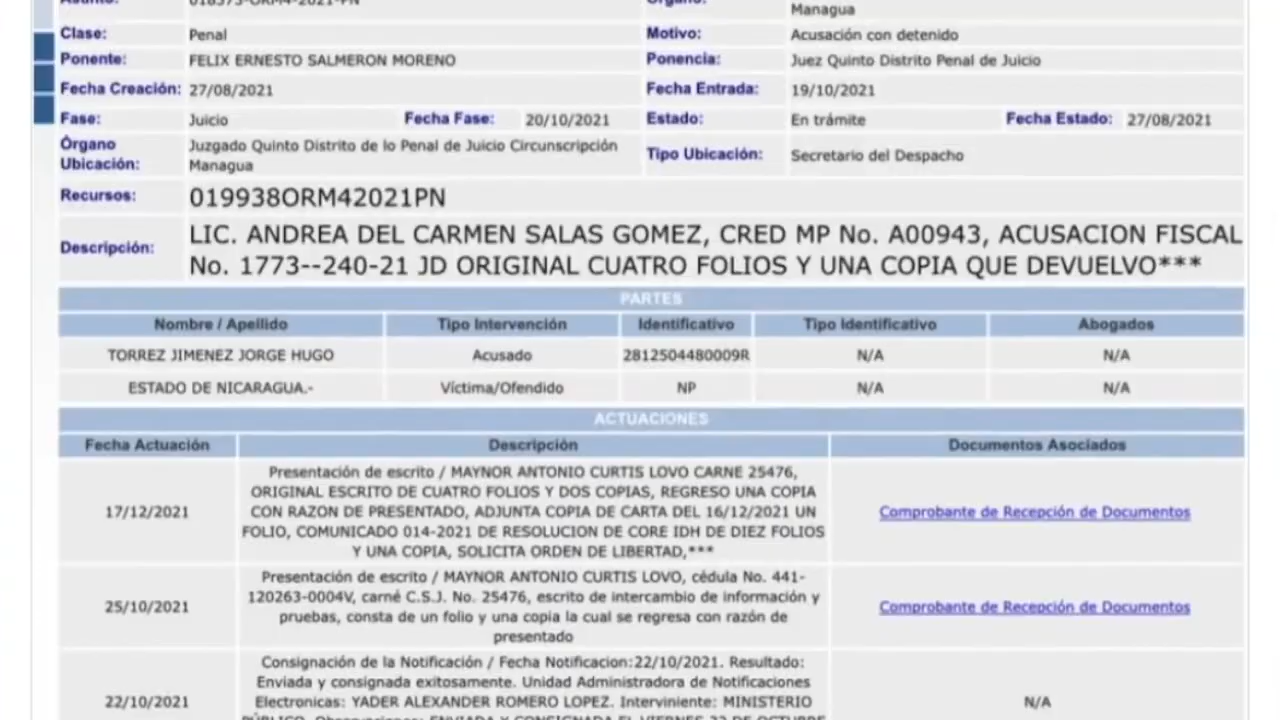 Managua
Clase: Penal Motivo: Acusación con detenido
Ponente: FELIX ERNESTO SALMERON MORENO Ponencia: Juez Quinto Distrito Penal de Juicio
Fecha Creación: 27/08/2021 Fecha Entrada: 19/10/2021
Fase: Juicio Fecha Fase: 20/10/2021 Estado: En trámite Fecha Estado: 27/08/2021
Órgano Ubicación: Juzgado Quinto Distrito de lo Penal de Juicio Circunscripción
Managua Tipo Ubicación: Secretario del Despacho
Recursos: 019938ORM42021PN
Descripción: LIC. ANDREA DEL CARMEN SALAS GOMEZ, CRED MP No. A00943, ACUSACION FISCAL
No. 1773--240-21 JD ORIGINAL CUATRO FOLIOS Y UNA COPIA QUE DEVUELVO***
PARTES
Nombre / Apellido Tipo Intervención Identificativo Tipo Identificativo Abogados
TORREZ JIMENEZ JORGE HUGO Acusado 2812504480009R N/A N/A
ESTADO DE NICARAGUA.- Víctima/Ofendido NP N/A N/A
ACTUACIONES
Fecha Actuación Descripción Documentos Asociados
17/12/2021
Presentación de escrito / MAYNOR ANTONIO CURTIS LOVO CARNE 25476,
ORIGINAL ESCRITO DE CUATRO FOLIOS Y DOS COPIAS, REGRESO UNA COPIA
CON RAZON DE PRESENTADO, ADJUNTA COPIA DE CARTA DEL 16/12/2021 UN
FOLIO, COMUNICADO 014-2021 DE RESOLUCION DE CORE IDH DE DIEZ FOLIOS
Y UNA COPIA, SOLICITA ORDEN DE LIBERTAD,***
Comprobante de Recepción de Documentos
25/10/2021
Presentación de escrito / MAYNOR ANTONIO CURTIS LOVO, cédula No. 441-
120263-0004V, carné C.S.J. No. 25476, escrito de intercambio de información y
pruebas, consta de un folio y una copia la cual se regresa con razón de
presentado
Comprobante de Recepción de Documentos
22/10/2021
Consignación de la Notificación / Fecha Notificacion:22/10/2021. Resultado:
Enviada y consignada exitosamente. Unidad Administradora de Notificaciones
Electronicas: YADER ALEXANDER ROMERO LOPEZ. Interviniente: MINISTERIO
N/A